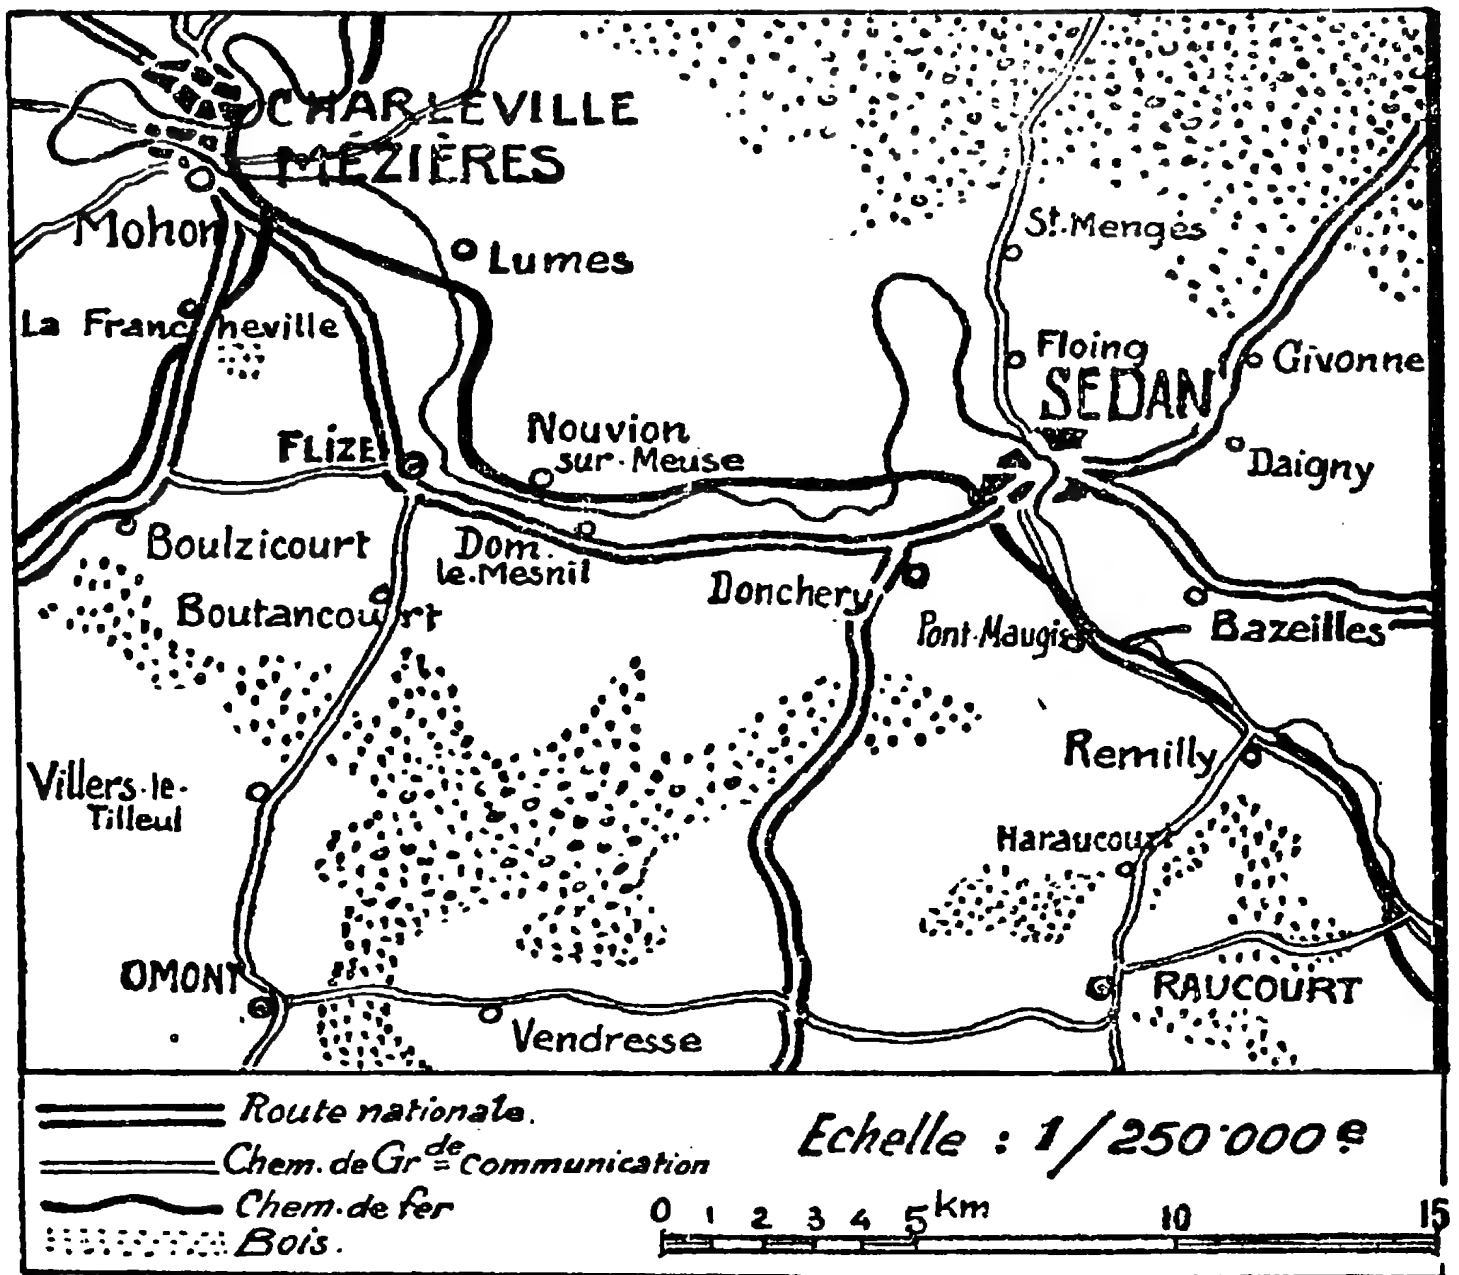 CHARLEVILLE
MÉZIÈRES
Mohon
Lumes
St. Menges
La Francheville
Floing
Givonne
SEDAN
FLIZE
Nouvion
sur-Meuse
Daigny
Boulzicourt
Dom.
le-Mesnil
Donchery
Boutancourt
Pont-Maugis
Bazeilles
Remilly
Villers-le-
Tilleul
Haraucourt
OMONT
RAUCOURT
Vendresse
Route nationale.
Chem. de Gr.de communication
Chem. de fer
Bois.
Echelle : 1/250.000e
0 1 2 3 4 5 km 10 15